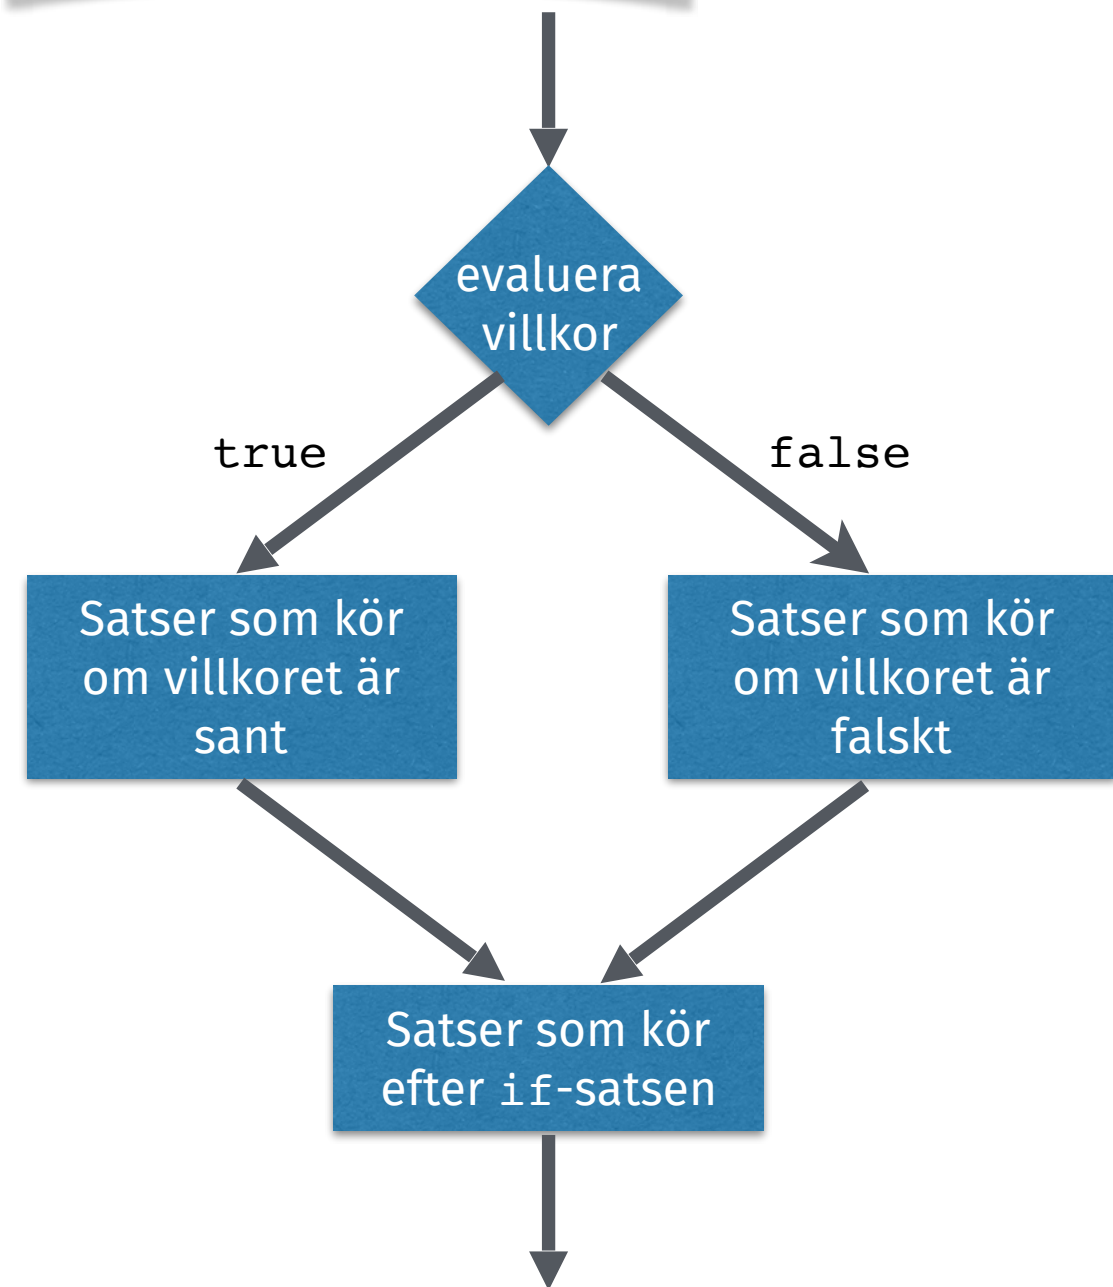 evaluera
villkor
true
false
Satser som kör
om villkoret är
sant
Satser som kör
om villkoret är
falskt
Satser som kör
efter if-satsen